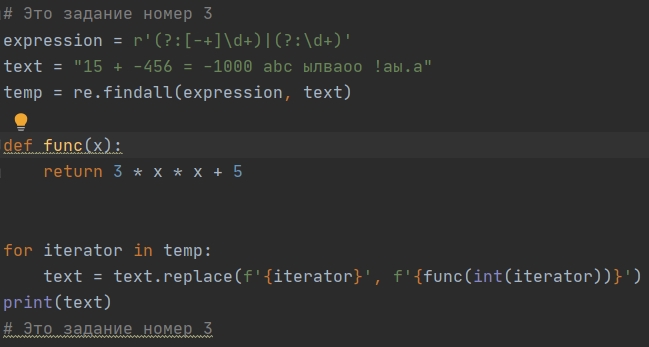 # Это задание номер 3
expression = r'(?:[-+]\d+)|(?:\d+)'
text = "15 + -456 = -1000 abc ылваоо !аы.а"
temp = re.findall(expression, text)
def func(x):
    return 3 * x * x + 5
for iterator in temp:
    text = text.replace(f'{iterator}', f'{func(int(iterator))}')
print(text)
# Это задание номер 3